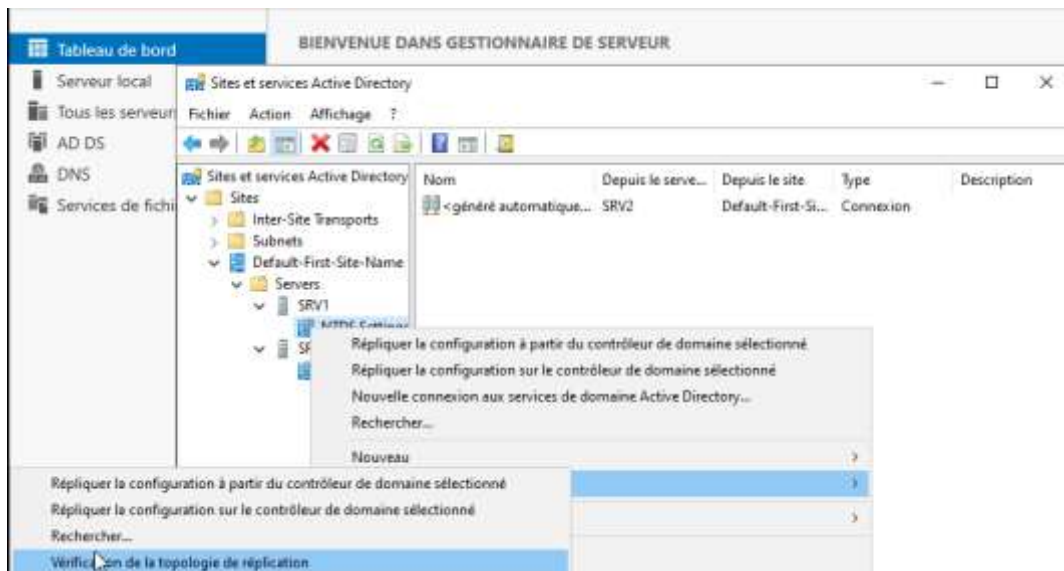 BIENVENUE DANS GESTIONNAIRE DE SERVEUR
Tableau de bord
Serveur local
Tous les serveur
AD DS
DNS
Services de fichi
Sites et services Active Directory
Fichier Action Affichage ?
Sites et services Active Directory
Sites
Inter-Site Transports
Subnets
Default-First-Site-Name
Servers
SRV1
NTDS Settings
Nom Depuis le serve... Depuis le site Type Description
<généré automatique... SRV2 Default-First-Si... Connexion
Répliquer la configuration à partir du contrôleur de domaine sélectionné
Répliquer la configuration sur le contrôleur de domaine sélectionné
Nouvelle connexion aux services de domaine Active Directory...
Rechercher...
Nouveau
Répliquer la configuration à partir du contrôleur de domaine sélectionné
Répliquer la configuration sur le contrôleur de domaine sélectionné
Rechercher...
Vérification de la topologie de réplication